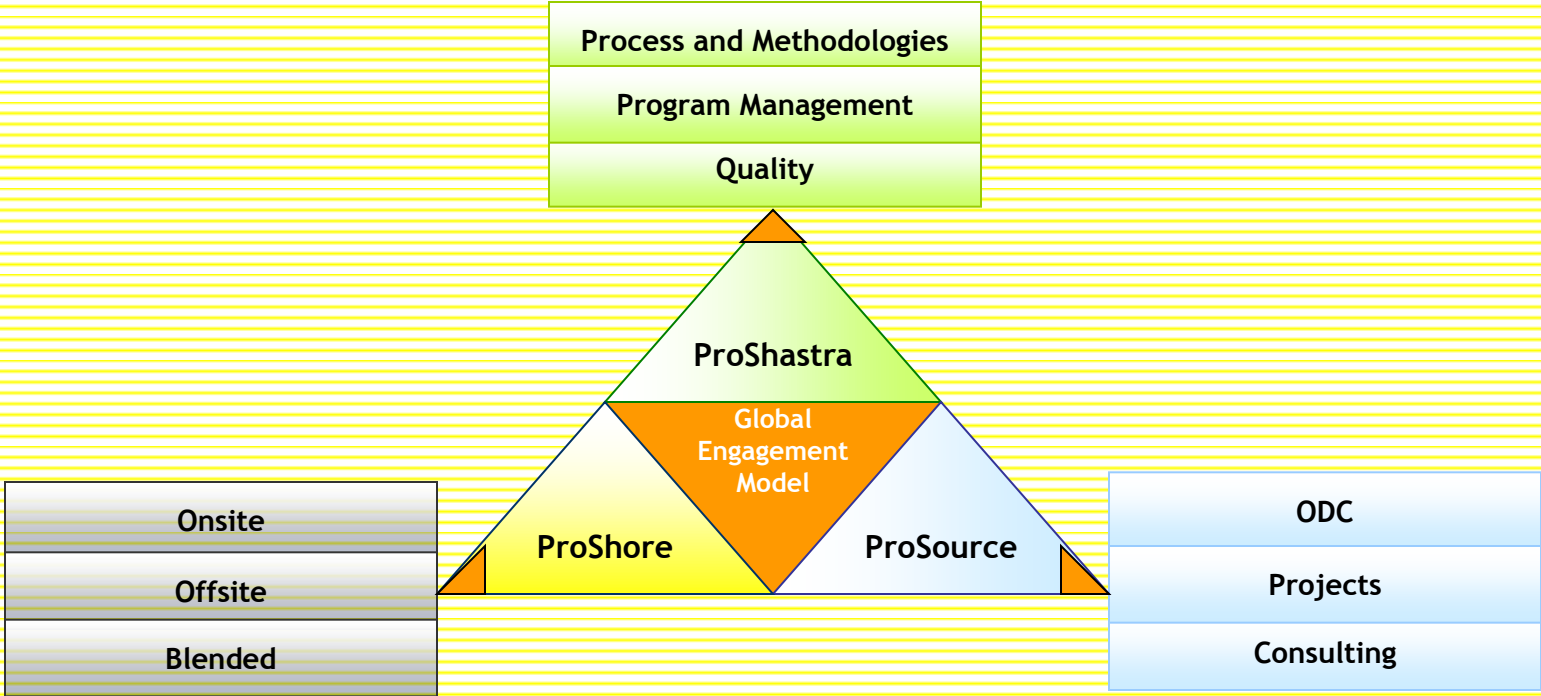 Process and Methodologies
Program Management
Quality
ProShastra
Global
Engagement
Model
ProShore
ProSource
Onsite
Offsite
Blended
ODC
Projects
Consulting